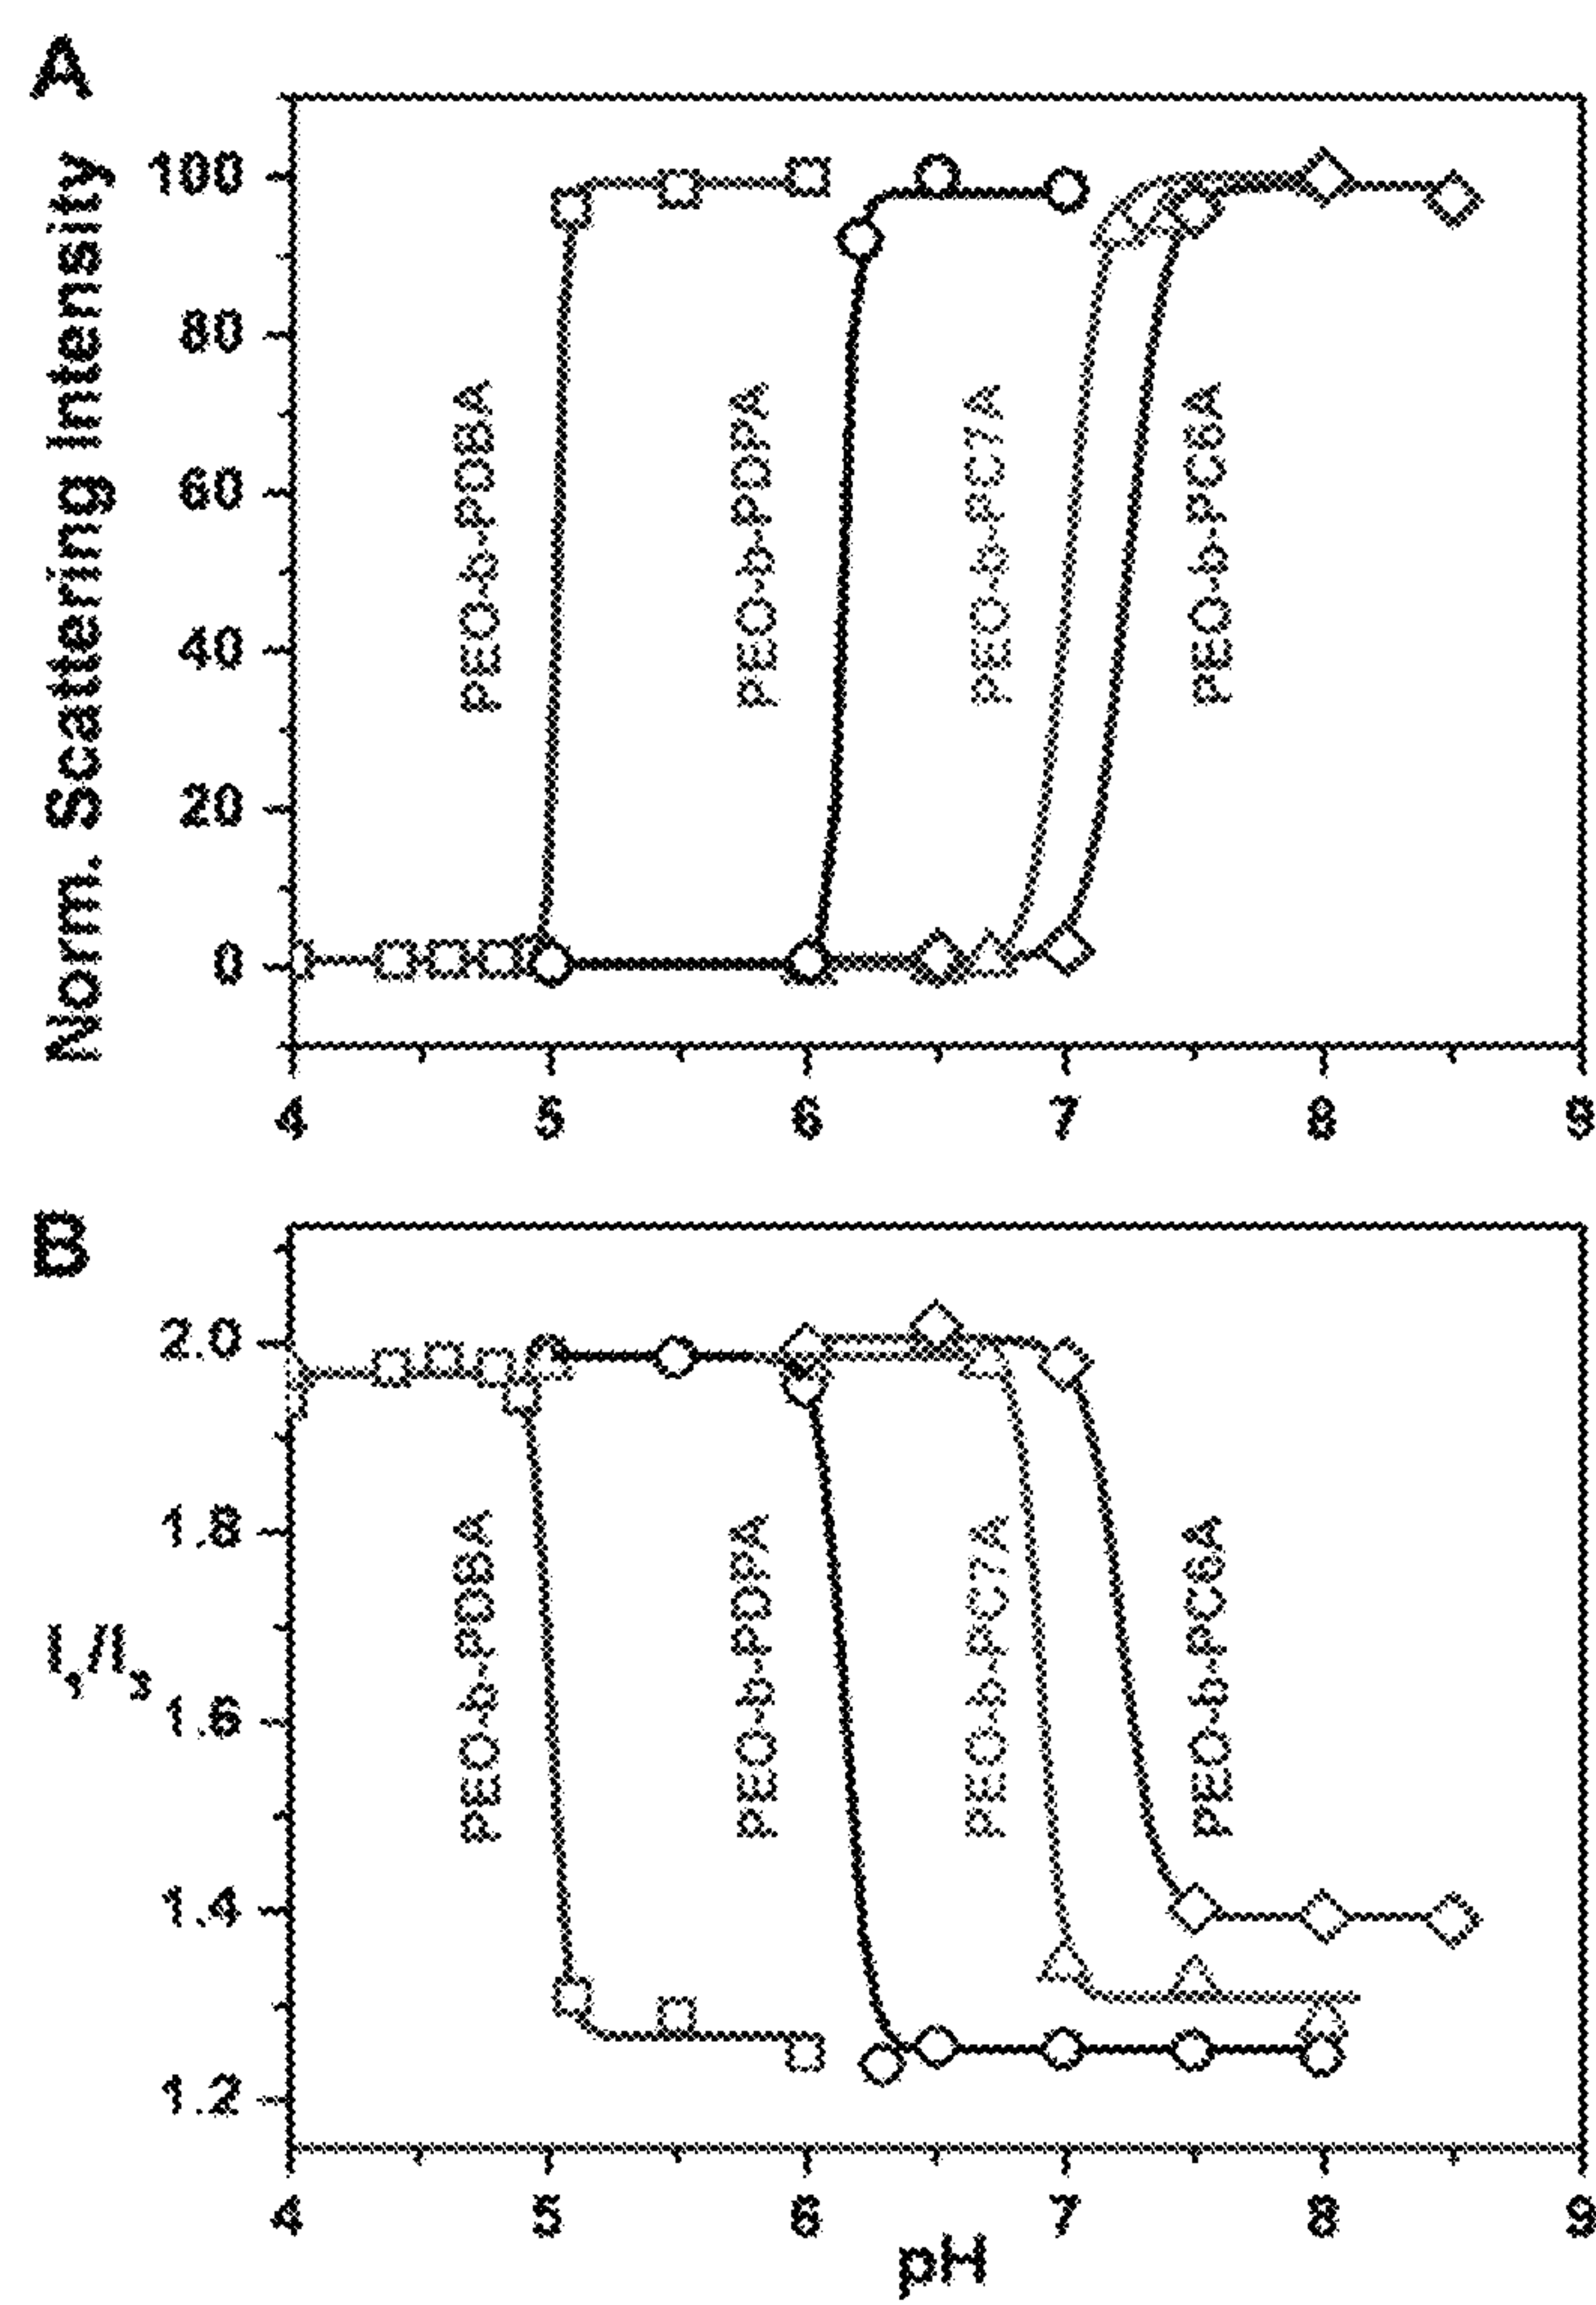 A
Norm. Scattering Intensity
100
80
60
40
20
0
PEO-b-PDBA
PEO-b-PDPA
PEO-b-PC7A
PEO-b-PC6A
4 5 6 7 8 9
B
I1/I3
2.0
1.8
1.6
1.4
1.2
PEO-b-PDBA
PEO-b-PDPA
PEO-b-PC7A
PEO-b-PC6A
4 5 6 7 8 9
pH